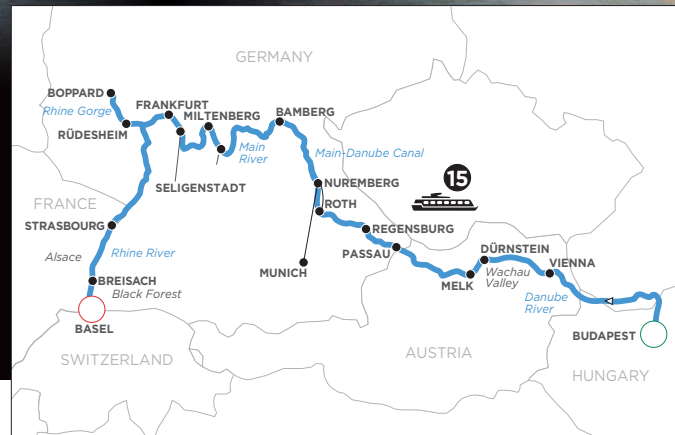 GERMANY
BOPPARD
FRANKFURT
Rhine Gorge
MILTENBERG
BAMBERG
RÜDESHEIM
Main
River
Main-Danube Canal
SELIGENSTADT
NUREMBERG
15
FRANCE
ROTH
STRASBOURG
REGENSBURG
Alsace
Rhine River
PASSAU
DÜRNSTEIN
MUNICH
VIENNA
BREISACH
Black Forest
MELK
Wachau
Valley
Danube
River
BASEL
BUDAPEST
SWITZERLAND
AUSTRIA
HUNGARY